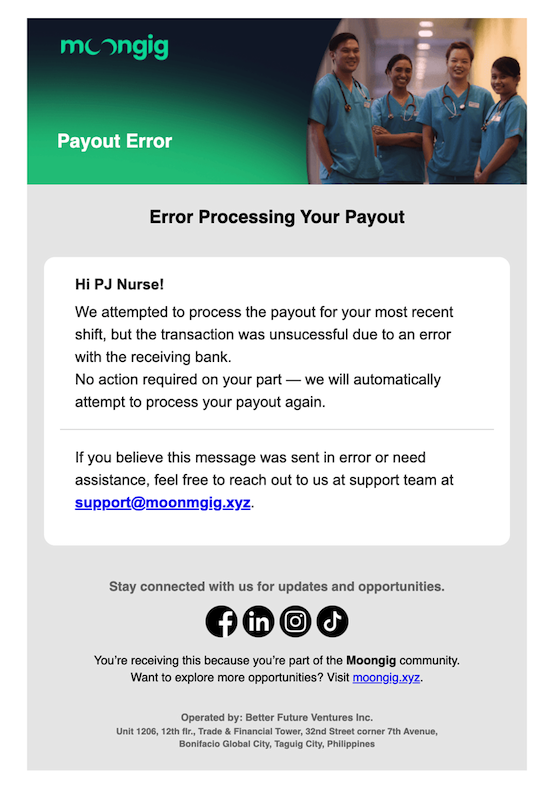 moongig
Payout Error
Error Processing Your Payout
Hi PJ Nurse!
We attempted to process the payout for your most recent
shift, but the transaction was unsucessful due to an error
with the receiving bank.
No action required on your part — we will automatically
attempt to process your payout again.
If you believe this message was sent in error or need
assistance, feel free to reach out to us at support team at
support@moonmgig.xyz.
Stay connected with us for updates and opportunities.
You're receiving this because you're part of the Moongig community.
Want to explore more opportunities? Visit moongig.xyz.
Operated by: Better Future Ventures Inc.
Unit 1206, 12th flr., Trade & Financial Tower, 32nd Street corner 7th Avenue,
Bonifacio Global City, Taguig City, Philippines